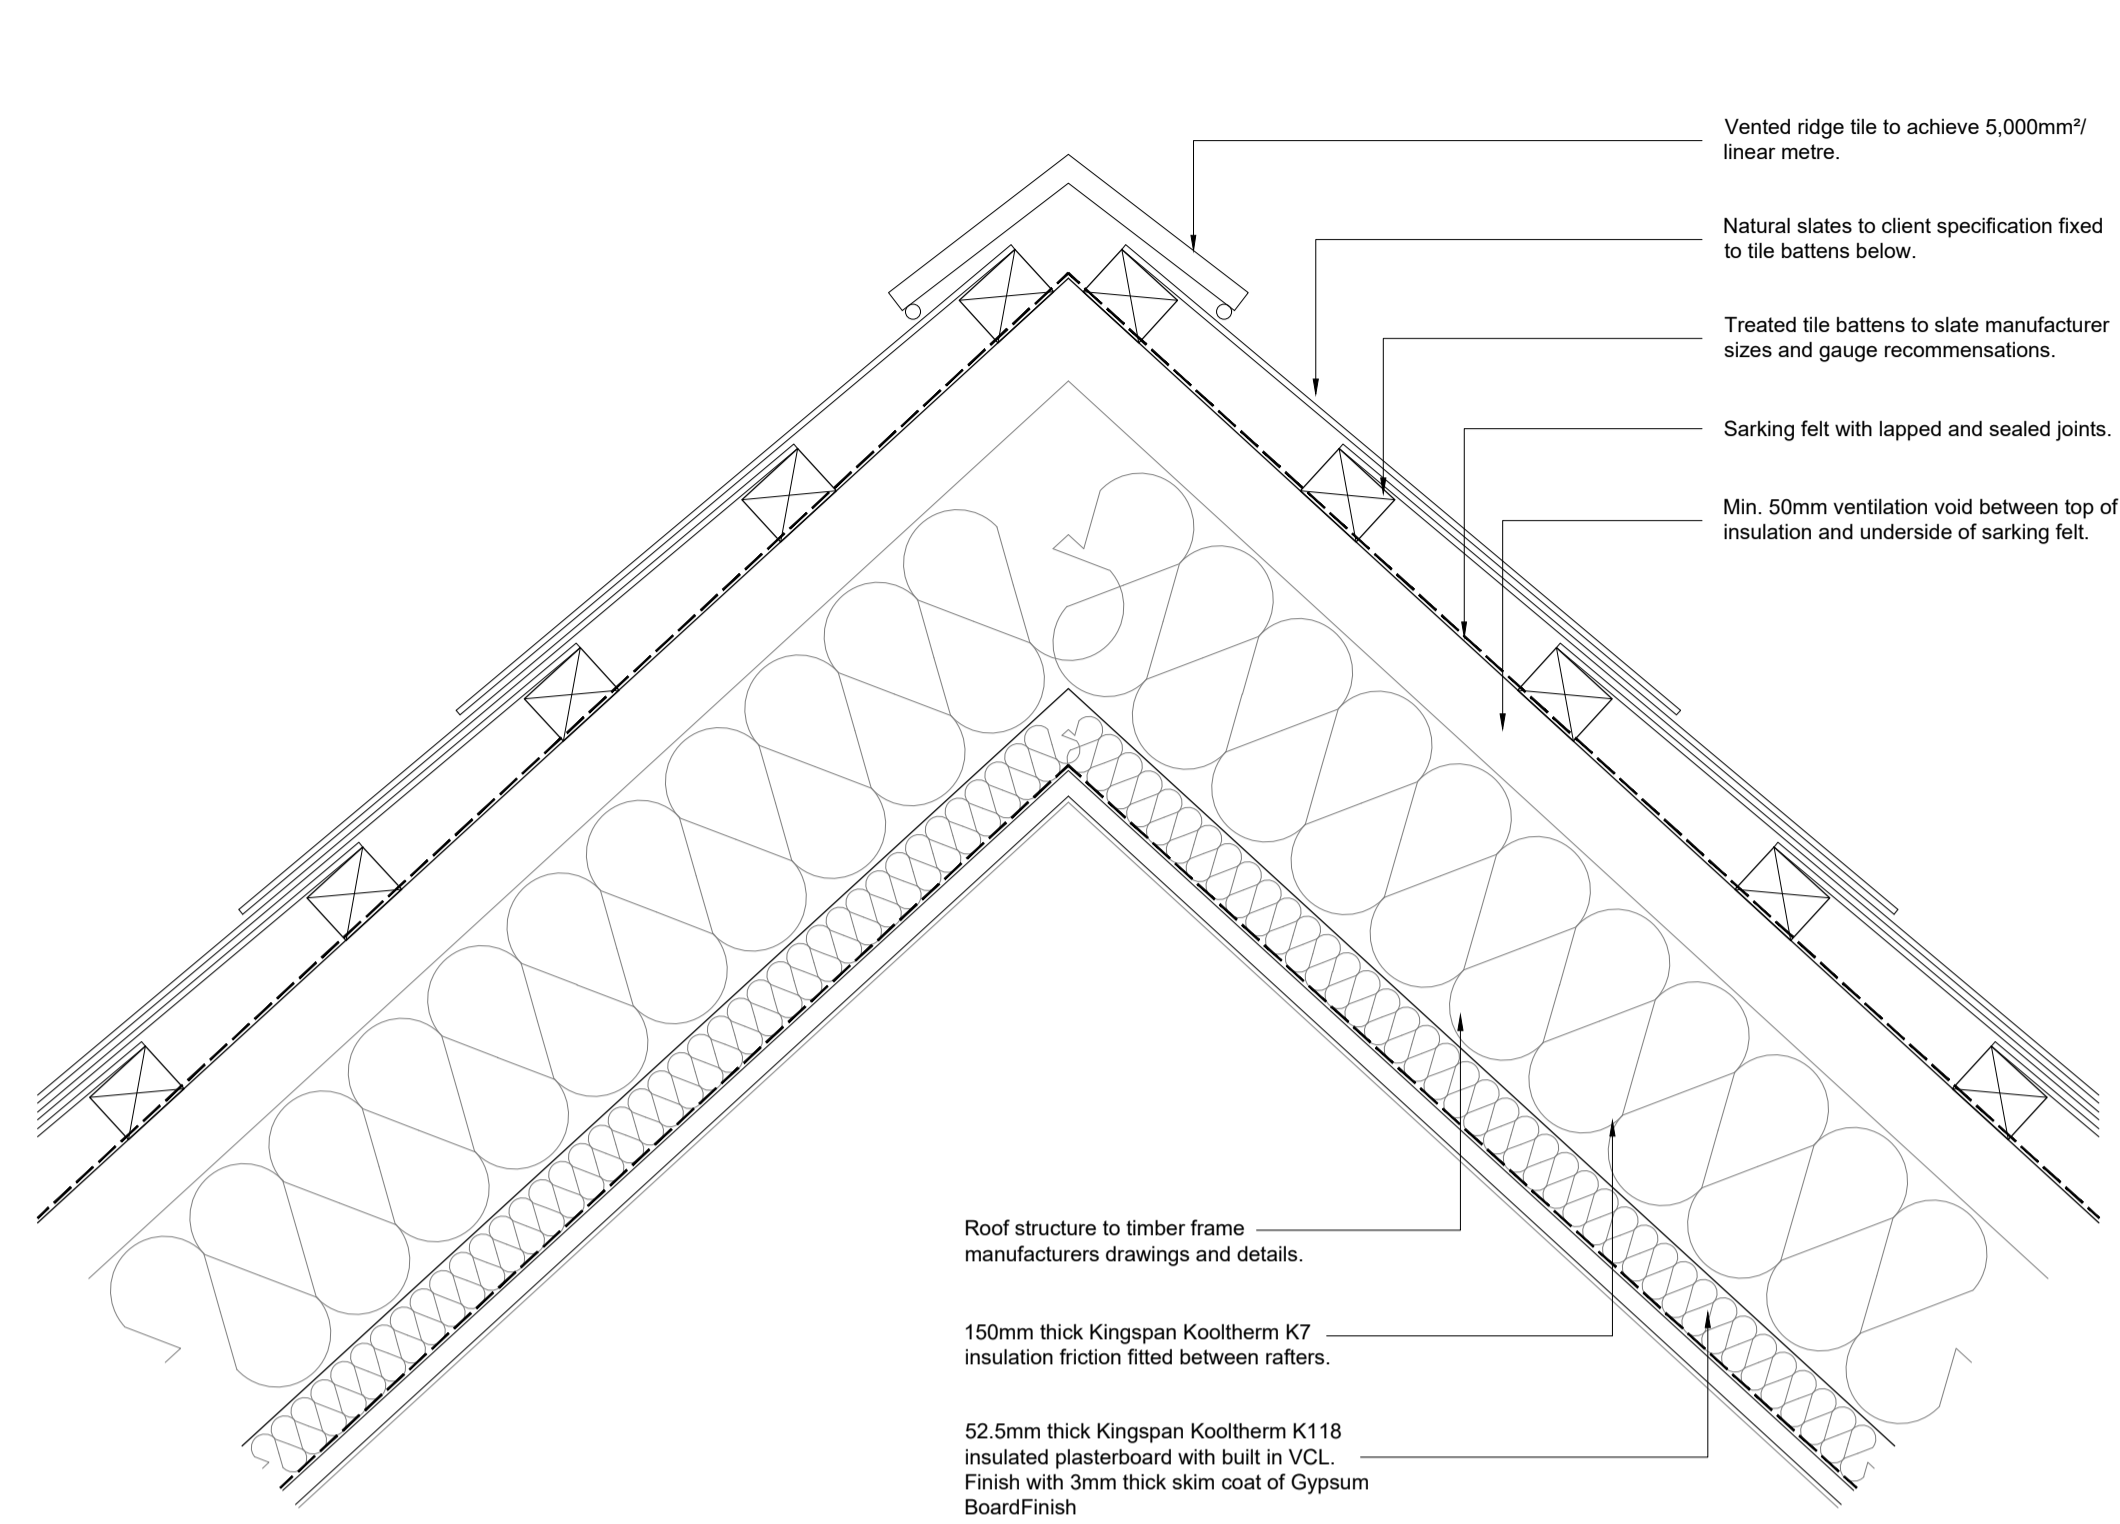 Vented ridge tile to achieve 5,000mm²/
linear metre.
Natural slates to client specification fixed
to tile battens below.
Treated tile battens to slate manufacturer
sizes and gauge recommensations.
Sarking felt with lapped and sealed joints.
Min. 50mm ventilation void between top of
insulation and underside of sarking felt.
Roof structure to timber frame
manufacturers drawings and details.
150mm thick Kingspan Kooltherm K7
insulation friction fitted between rafters.
52.5mm thick Kingspan Kooltherm K118
insulated plasterboard with built in VCL.
Finish with 3mm thick skim coat of Gypsum
BoardFinish